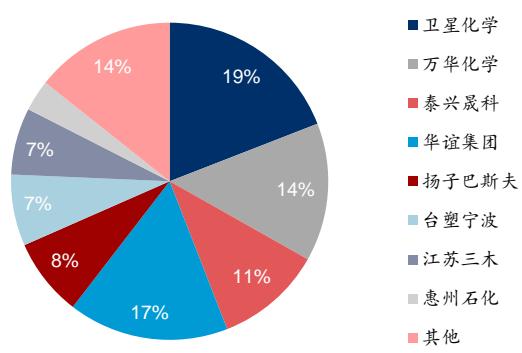 19%
14%
11%
17%
8%
7%
7%
14%
卫星化学
万华化学
泰兴晟科
华谊集团
扬子巴斯夫
台塑宁波
江苏三木
惠州石化
其他